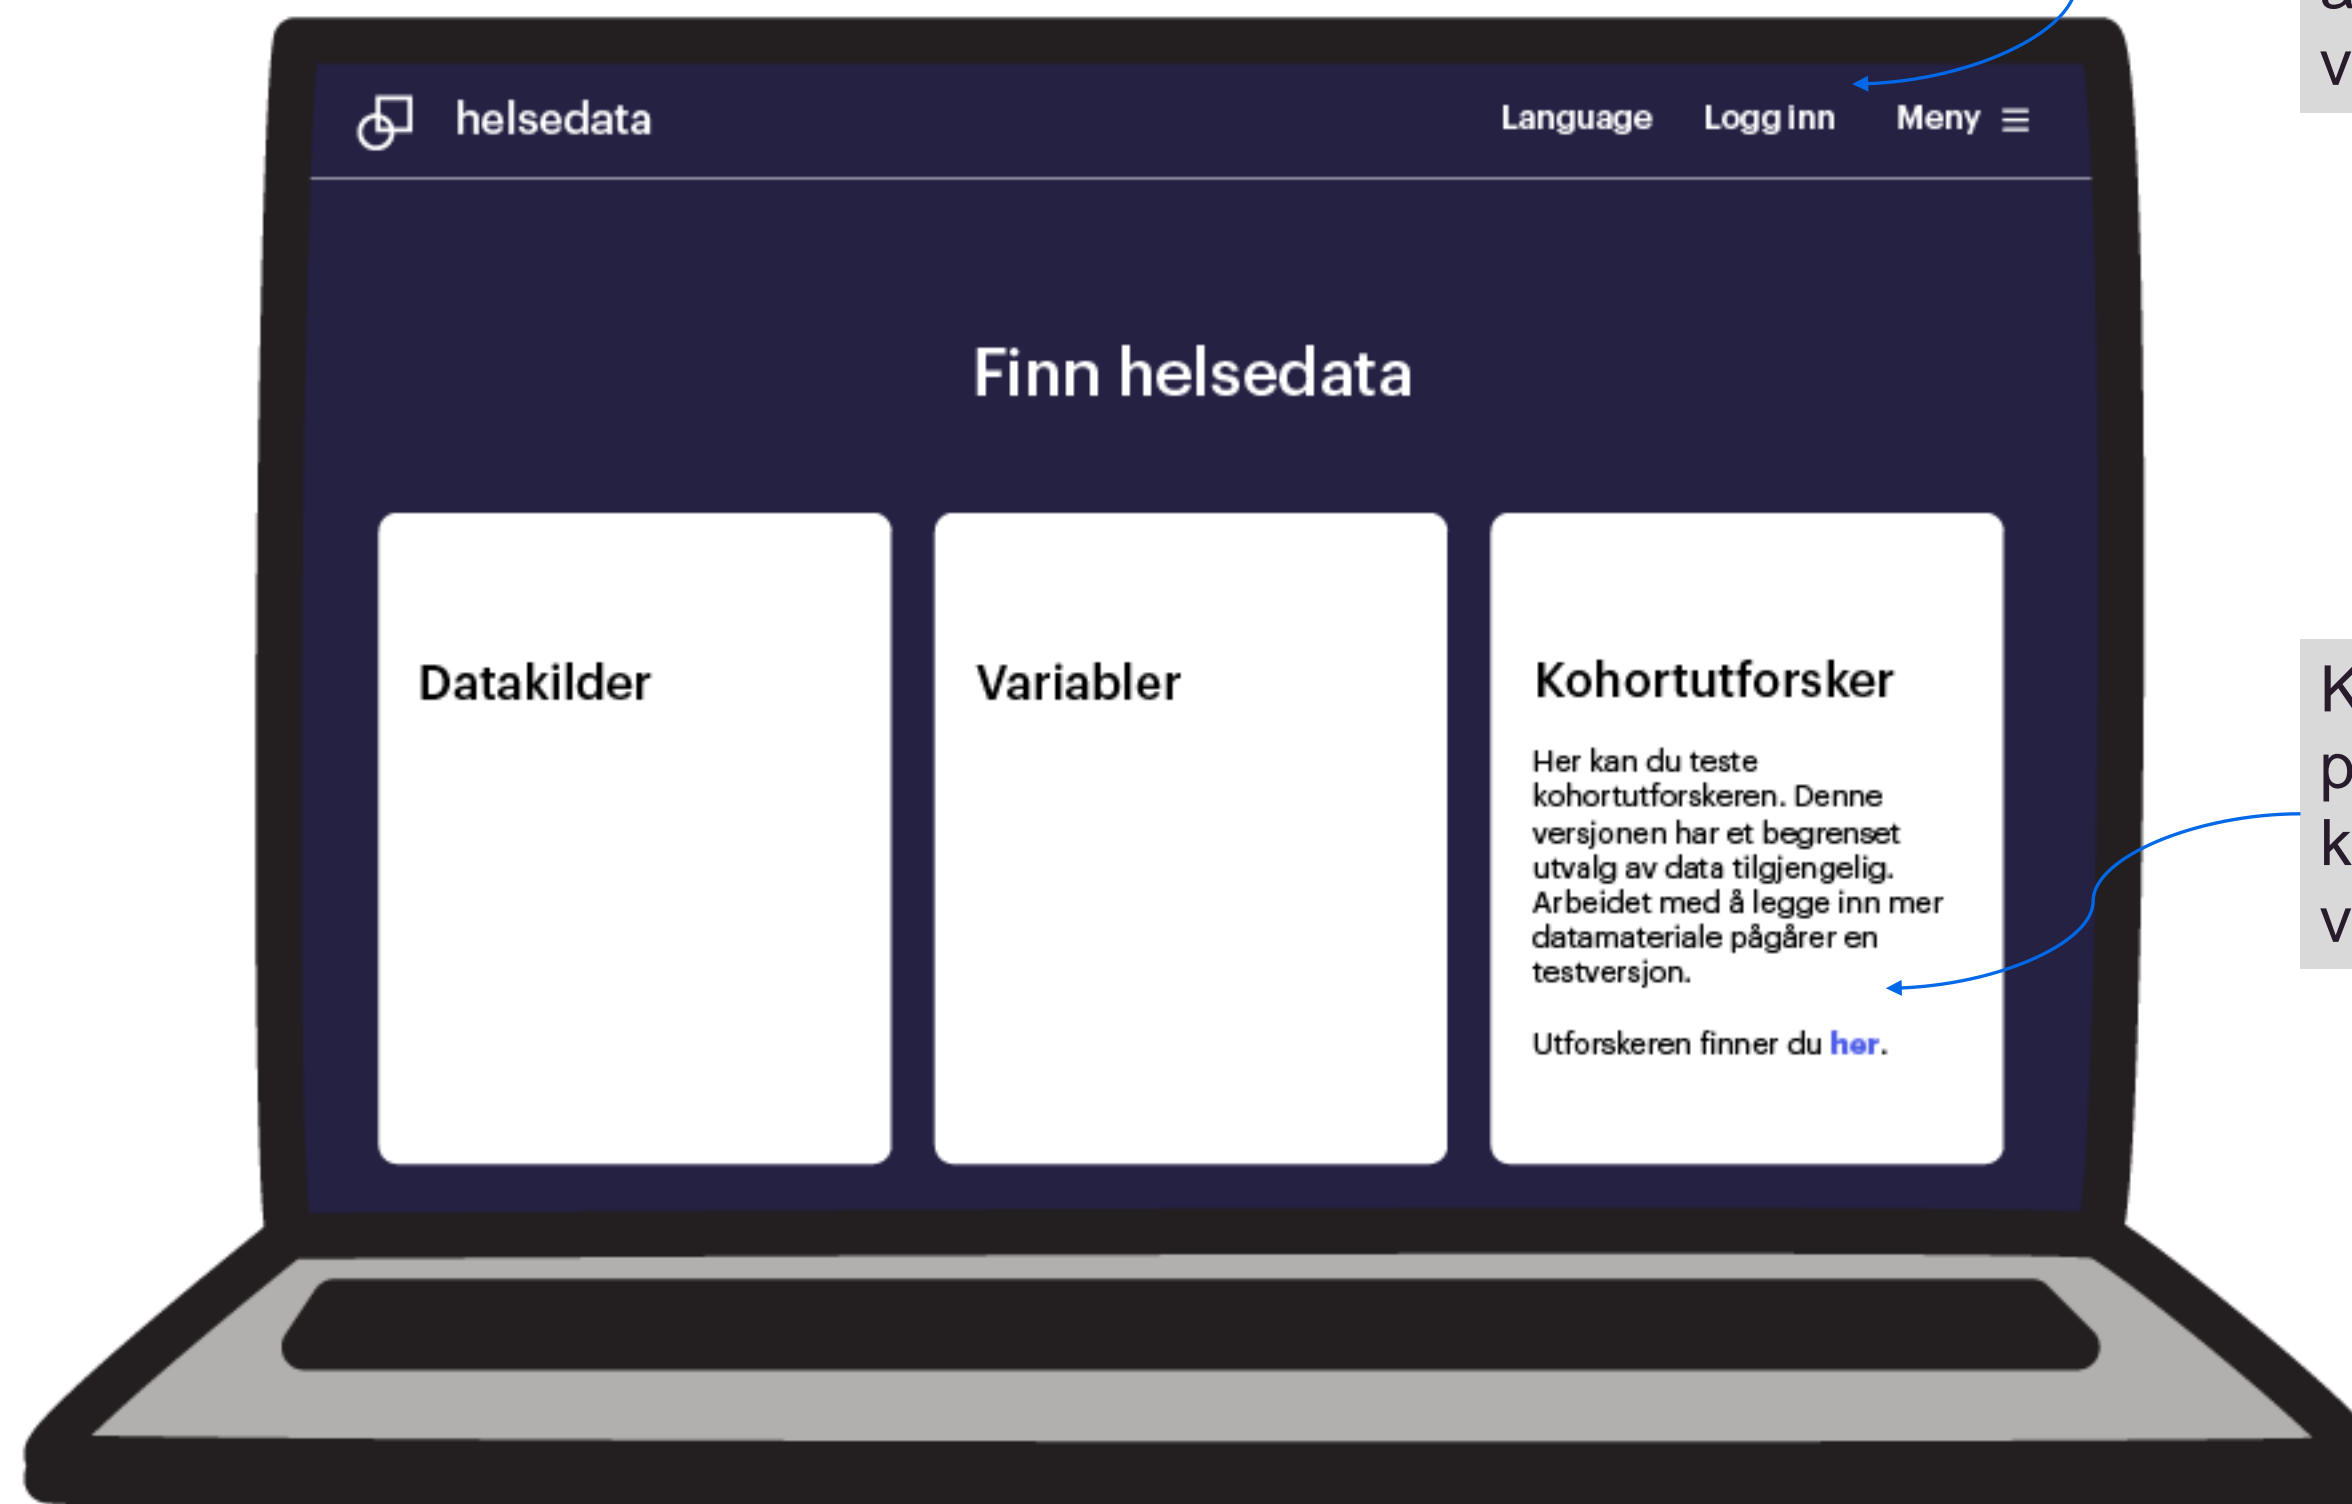 helsedata
Language Logg inn Meny
Finn helsedata
Datakilder
Variabler
Kohortutforsker
Her kan du teste
kohortutforskeren. Denne
versjonen har et begrenset
utvalg av data tilgjengelig.
Arbeidet med å legge inn mer
datamateriale pågårer en
testversjon.
Utforskeren finner du her.